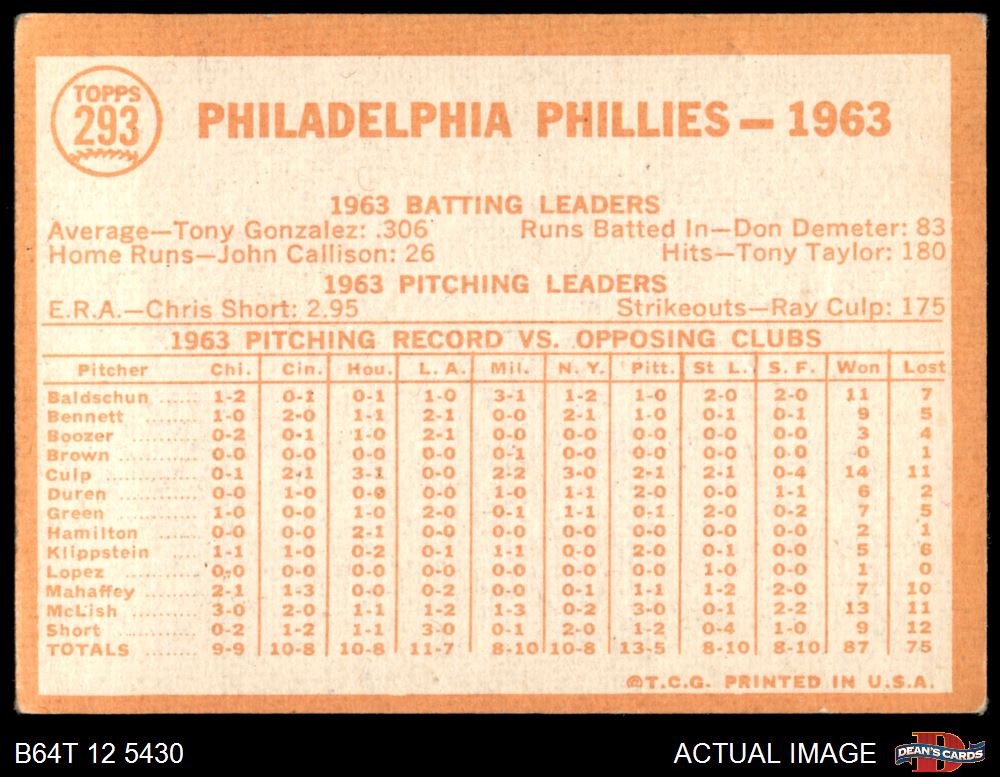 TOPPS
293
PHILADELPHIA PHILLIES — 1963
1963 BATTING LEADERS
Average—Tony Gonzalez: .306 Runs Batted In—Don Demeter: 83
Home Runs—John Callison: 26 Hits—Tony Taylor: 180
1963 PITCHING LEADERS
E.R.A.—Chris Short: 2.95 Strikeouts—Ray Culp: 175
1963 PITCHING RECORD VS. OPPOSING CLUBS
Pitcher Chi. Cin. Hou. L. A. Mil. N. Y. Pitt. St L. S. F. Won Lost
Baldschun ...... 1-2 0-1 0-1 1-0 3-1 1-2 1-0 2-0 2-0 11 7
Bennett .......... 1-0 2-0 1-1 2-1 0-0 2-1 1-0 0-1 0-1 9 5
Boozer .......... 0-2 0-1 1-0 2-1 0-0 0-0 0-0 0-0 0-0 3 4
Brown .......... 0-0 0-0 0-0 0-0 0-1 0-0 0-0 0-0 0-0 0 1
Culp .............. 0-1 2-1 3-1 0-0 2-2 3-0 2-1 2-1 0-4 14 11
Duren ............ 0-0 1-0 0-0 0-0 1-0 1-1 2-0 0-0 1-1 6 2
Green ............ 1-0 0-0 1-0 2-0 0-1 1-1 0-1 2-0 0-2 7 5
Hamilton ........ 0-0 0-0 2-1 0-0 0-0 0-0 0-0 0-0 0-0 2 1
Klippstein .... 1-1 1-0 0-2 0-1 1-1 0-0 2-0 0-1 0-0 5 6
Lopez ............ 0-0 0-0 0-0 0-0 0-0 0-0 0-0 1-0 0-0 1 0
Mahaffey ........ 2-1 1-3 0-0 0-2 0-0 0-1 1-1 1-2 2-0 7 10
McLish .......... 3-0 2-0 1-1 1-2 1-3 0-2 3-0 0-1 2-2 13 11
Short ............ 0-2 1-2 1-1 3-0 0-1 2-0 1-2 0-4 1-0 9 12
TOTALS ........ 9-9 10-8 10-8 11-7 8-10 10-8 13-5 8-10 8-10 87 75
©T.C.G. PRINTED IN U.S.A.
B64T 12 5430 ACTUAL IMAGE
D
DEAN'S CARDS